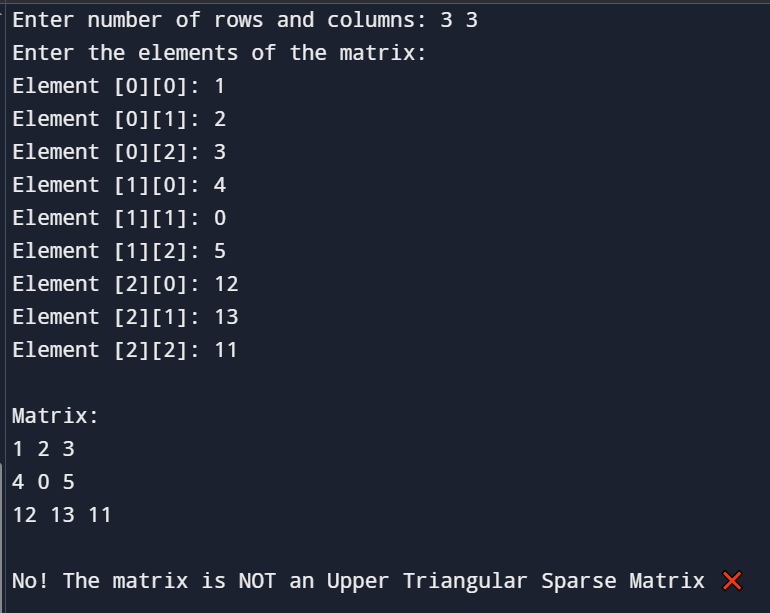 Enter number of rows and columns: 3 3
Enter the elements of the matrix:
Element [0][0]: 1
Element [0][1]: 2
Element [0][2]: 3
Element [1][0]: 4
Element [1][1]: 0
Element [1][2]: 5
Element [2][0]: 12
Element [2][1]: 13
Element [2][2]: 11
Matrix:
1 2 3
4 0 5
12 13 11
No! The matrix is NOT an Upper Triangular Sparse Matrix ❌